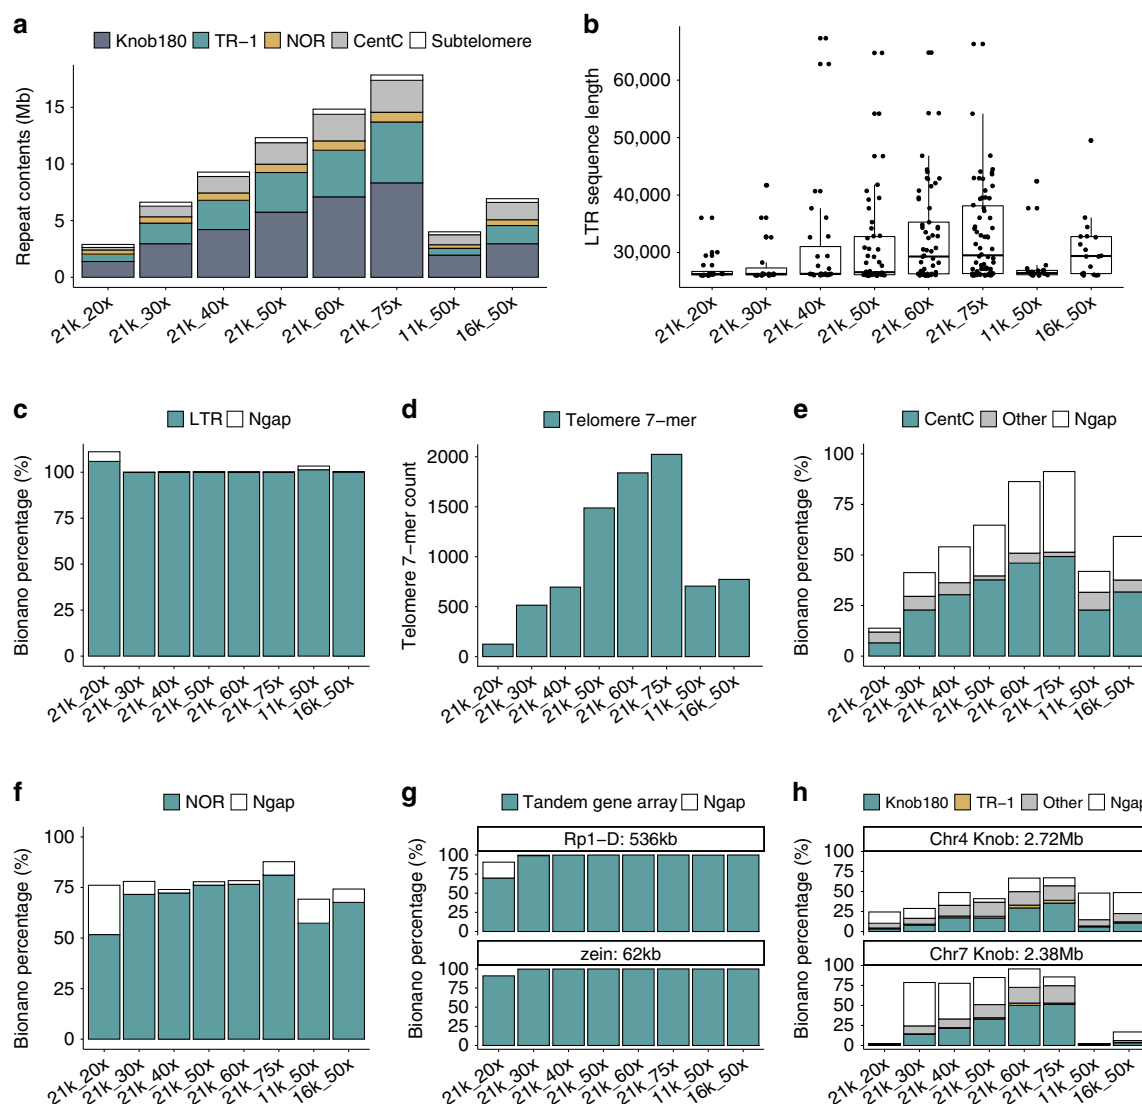 a
Knob180 TR−1 NOR CentC Subtelomere
Repeat contents (Mb)
15
10
5
0
21k_20x 21k_30x 21k_40x 21k_50x 21k_60x 21k_75x 11k_50x 16k_50x
b
LTR sequence length
60,000
50,000
40,000
30,000
21k_20x 21k_30x 21k_40x 21k_50x 21k_60x 21k_75x 11k_50x 16k_50x
c
LTR Ngap
Bionano percentage (%)
100
75
50
25
0
21k_20x 21k_30x 21k_40x 21k_50x 21k_60x 21k_75x 11k_50x 16k_50x
d
Telomere 7−mer
Telomere 7−mer count
2000
1500
1000
500
0
21k_20x 21k_30x 21k_40x 21k_50x 21k_60x 21k_75x 11k_50x 16k_50x
e
CentC Other Ngap
Bionano percentage (%)
100
75
50
25
0
21k_20x 21k_30x 21k_40x 21k_50x 21k_60x 21k_75x 11k_50x 16k_50x
f
NOR Ngap
Bionano percentage (%)
100
75
50
25
0
21k_20x 21k_30x 21k_40x 21k_50x 21k_60x 21k_75x 11k_50x 16k_50x
g
Tandem gene array Ngap
Bionano percentage (%)
Rp1−D: 536kb
100
75
50
25
0
zein: 62kb
100
75
50
25
0
21k_20x 21k_30x 21k_40x 21k_50x 21k_60x 21k_75x 11k_50x 16k_50x
h
Knob180 TR−1 Other Ngap
Bionano percentage (%)
Chr4 Knob: 2.72Mb
100
75
50
25
0
Chr7 Knob: 2.38Mb
100
75
50
25
0
21k_20x 21k_30x 21k_40x 21k_50x 21k_60x 21k_75x 11k_50x 16k_50x